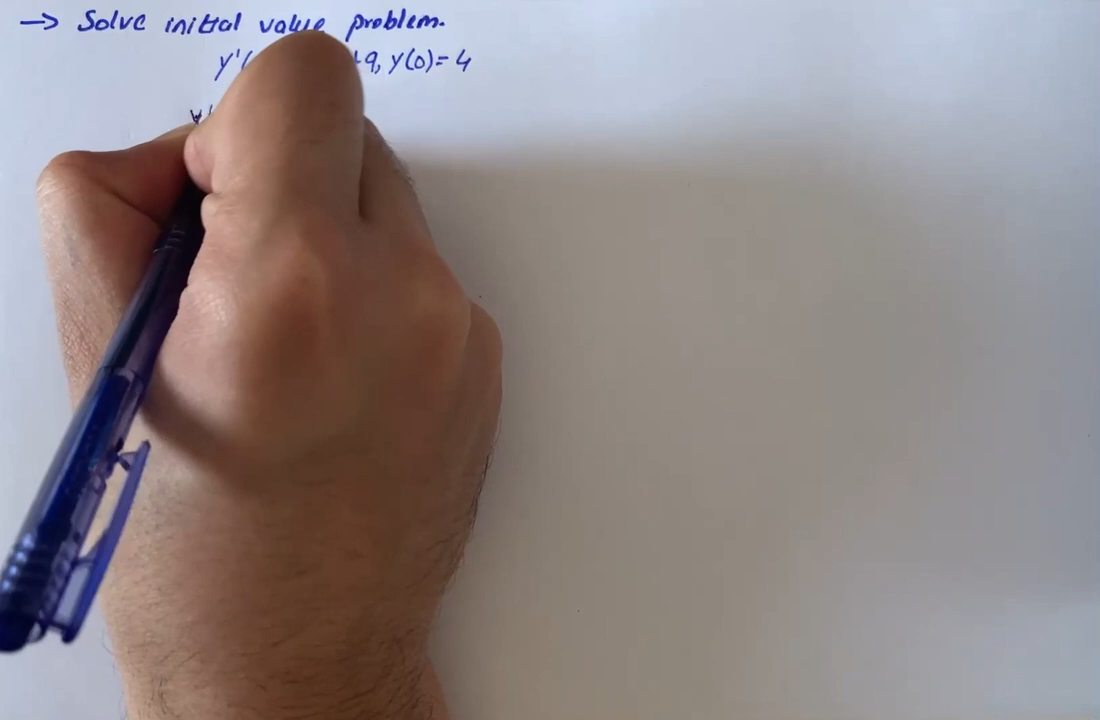 → Solve initial value problem.
y'( +9, y(0)= 4
y(